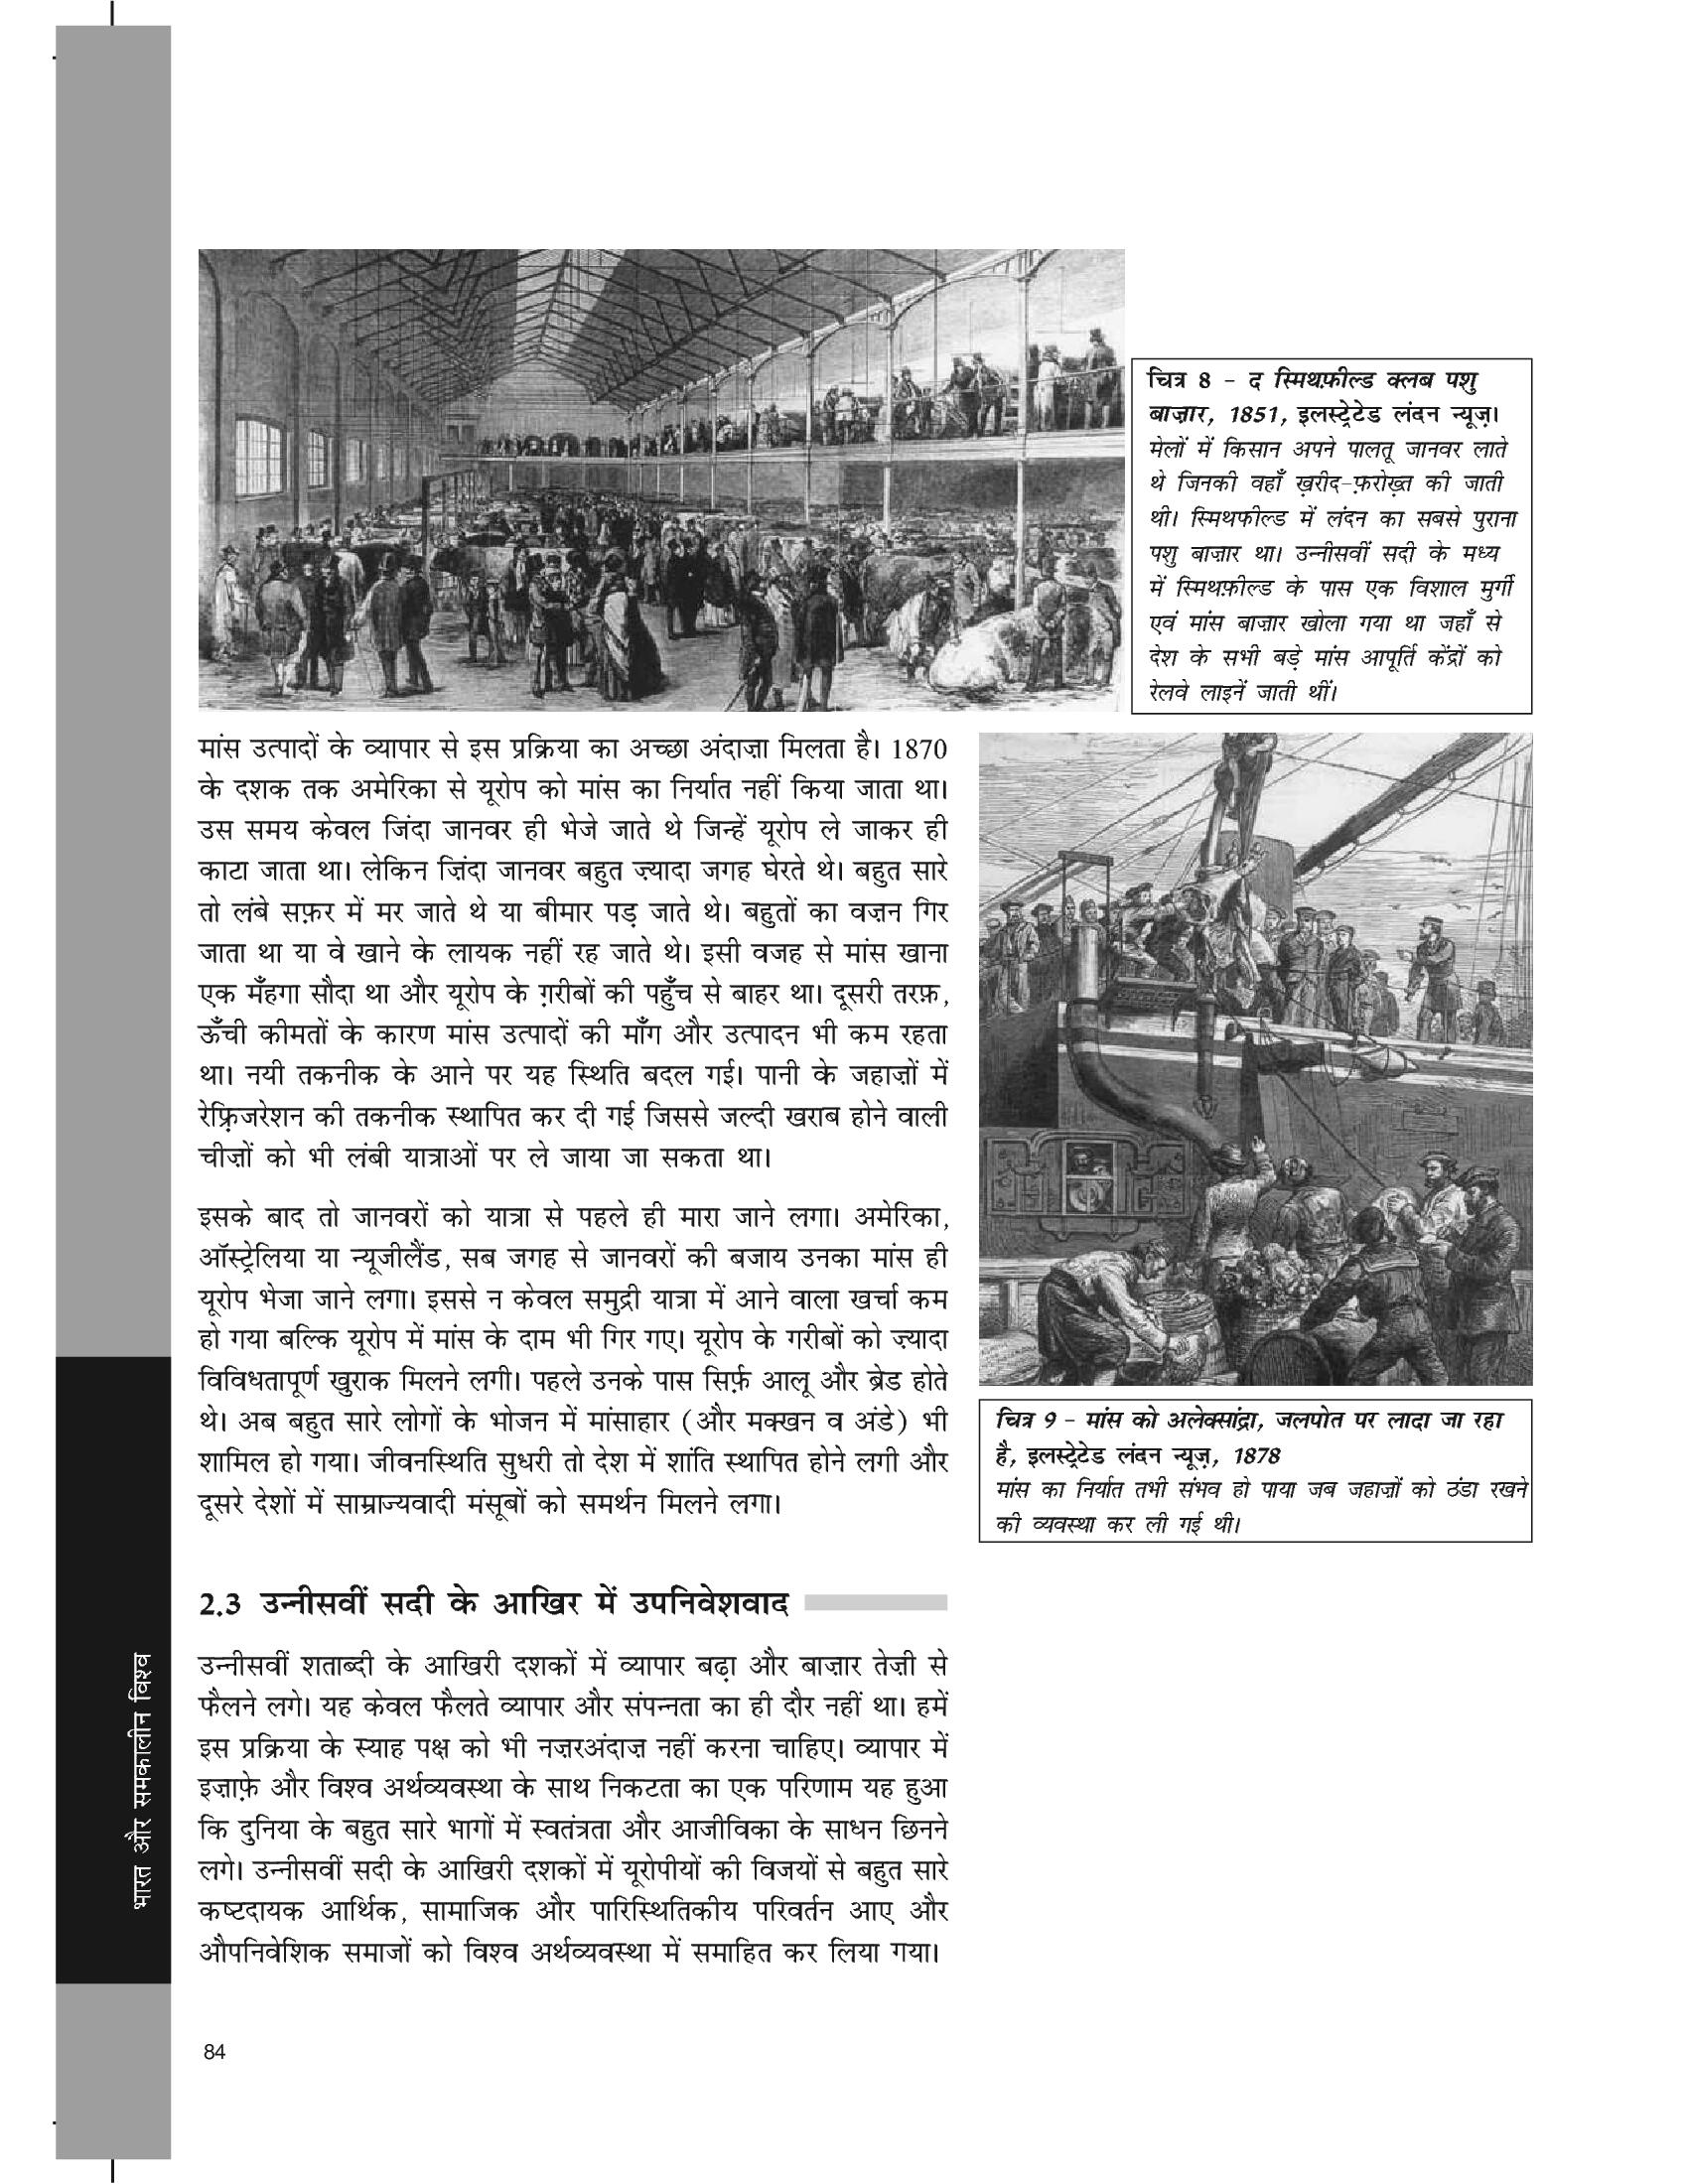 चित्र 8 – द स्मिथफ़ील्ड क्लब पशु
बाज़ार, 1851, इलस्ट्रेटेड लंदन न्यूज़।
मेलों में किसान अपने पालतू जानवर लाते
थे जिनकी वहाँ ख़रीद-फ़रोख़्त की जाती
थी। स्मिथफील्ड में लंदन का सबसे पुराना
पशु बाज़ार था। उन्नीसवीं सदी के मध्य
में स्मिथफ़ील्ड के पास एक विशाल मुर्गी
एवं मांस बाज़ार खोला गया था जहाँ से
देश के सभी बड़े मांस आपूर्ति केंद्रों को
रेलवे लाइनें जाती थीं।
मांस उत्पादों के व्यापार से इस प्रक्रिया का अच्छा अंदाज़ा मिलता है। 1870
के दशक तक अमेरिका से यूरोप को मांस का निर्यात नहीं किया जाता था।
उस समय केवल ज़िंदा जानवर ही भेजे जाते थे जिन्हें यूरोप ले जाकर ही
काटा जाता था। लेकिन ज़िंदा जानवर बहुत ज़्यादा जगह घेरते थे। बहुत सारे
तो लंबे सफ़र में मर जाते थे या बीमार पड़ जाते थे। बहुतों का वज़न गिर
जाता था या वे खाने के लायक नहीं रह जाते थे। इसी वजह से मांस खाना
एक मँहगा सौदा था और यूरोप के ग़रीबों की पहुँच से बाहर था। दूसरी तरफ़,
ऊँची कीमतों के कारण मांस उत्पादों की माँग और उत्पादन भी कम रहता
था। नयी तकनीक के आने पर यह स्थिति बदल गई। पानी के जहाज़ों में
रेफ़्रिजरेशन की तकनीक स्थापित कर दी गई जिससे जल्दी खराब होने वाली
चीज़ों को भी लंबी यात्राओं पर ले जाया जा सकता था।
इसके बाद तो जानवरों को यात्रा से पहले ही मारा जाने लगा। अमेरिका,
ऑस्ट्रेलिया या न्यूजीलैंड, सब जगह से जानवरों की बजाय उनका मांस ही
यूरोप भेजा जाने लगा। इससे न केवल समुद्री यात्रा में आने वाला खर्चा कम
हो गया बल्कि यूरोप में मांस के दाम भी गिर गए। यूरोप के गरीबों को ज़्यादा
विविधतापूर्ण खुराक मिलने लगी। पहले उनके पास सिर्फ़ आलू और ब्रेड होते
थे। अब बहुत सारे लोगों के भोजन में मांसाहार (और मक्खन व अंडे) भी
शामिल हो गया। जीवनस्थिति सुधरी तो देश में शांति स्थापित होने लगी और
दूसरे देशों में साम्राज्यवादी मंसूबों को समर्थन मिलने लगा।
चित्र 9 – मांस को अलेक्सांद्रा, जलपोत पर लादा जा रहा
है, इलस्ट्रेटेड लंदन न्यूज़, 1878
मांस का निर्यात तभी संभव हो पाया जब जहाज़ों को ठंडा रखने
की व्यवस्था कर ली गई थी।
2.3 उन्नीसवीं सदी के आखिर में उपनिवेशवाद
उन्नीसवीं शताब्दी के आखिरी दशकों में व्यापार बढ़ा और बाज़ार तेज़ी से
फैलने लगे। यह केवल फैलते व्यापार और संपन्नता का ही दौर नहीं था। हमें
इस प्रक्रिया के स्याह पक्ष को भी नज़रअंदाज़ नहीं करना चाहिए। व्यापार में
इज़ाफ़े और विश्व अर्थव्यवस्था के साथ निकटता का एक परिणाम यह हुआ
कि दुनिया के बहुत सारे भागों में स्वतंत्रता और आजीविका के साधन छिनने
लगे। उन्नीसवीं सदी के आखिरी दशकों में यूरोपीयों की विजयों से बहुत सारे
कष्टदायक आर्थिक, सामाजिक और पारिस्थितिकीय परिवर्तन आए और
औपनिवेशिक समाजों को विश्व अर्थव्यवस्था में समाहित कर लिया गया।
भारत और समकालीन विश्व
84